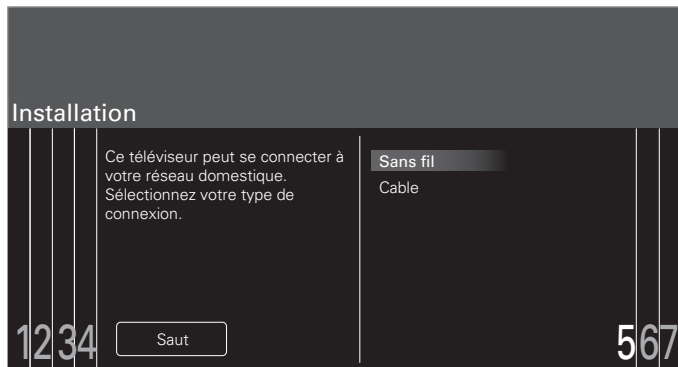 Installation
Ce téléviseur peut se connecter à
votre réseau domestique.
Sélectionnez votre type de
connexion.
Sans fil
Cable
1234
Saut
567